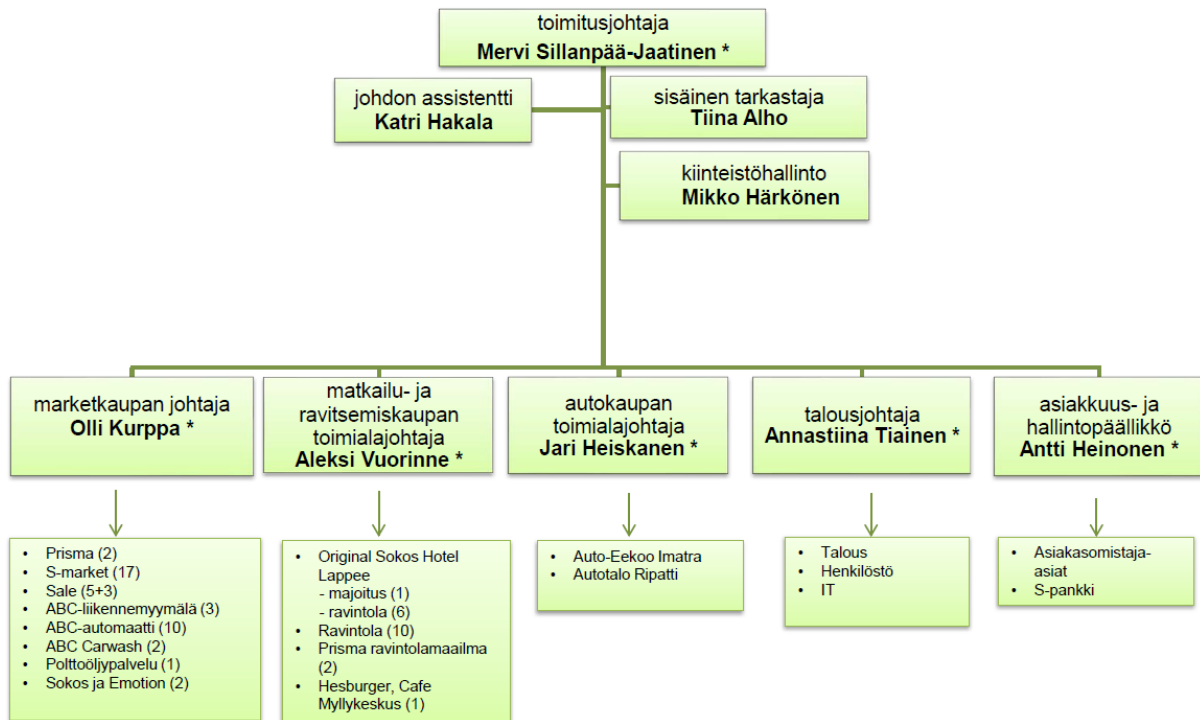 toimitusjohtaja
Mervi Sillanpää-Jaatinen *
johdon assistentti
Katri Hakala
sisäinen tarkastaja
Tiina Alho
kiinteistöhallinto
Mikko Härkönen
marketkaupan johtaja
Olli Kurppa *
matkailu- ja
ravitsemiskaupan
toimialajohtaja
Aleksi Vuorinne *
autokaupan
toimialajohtaja
Jari Heiskanen *
talousjohtaja
Annastiina Tiainen *
asiakkuus- ja
hallintopäällikkö
Antti Heinonen *
• Prisma (2)
• S-market (17)
• Sale (5+3)
• ABC-liikennemyymälä (3)
• ABC-automaatti (10)
• ABC Carwash (2)
• Polttoöljypalvelu (1)
• Sokos ja Emotion (2)
• Original Sokos Hotel
Lappee
- majoitus (1)
- ravintola (6)
• Ravintola (10)
• Prisma ravintolamaailma
(2)
• Hesburger, Cafe
Myllykeskus (1)
• Auto-Eekoo Imatra
• Autotalo Ripatti
• Talous
• Henkilöstö
• IT
• Asiakasomistaja-
asiat
• S-pankki